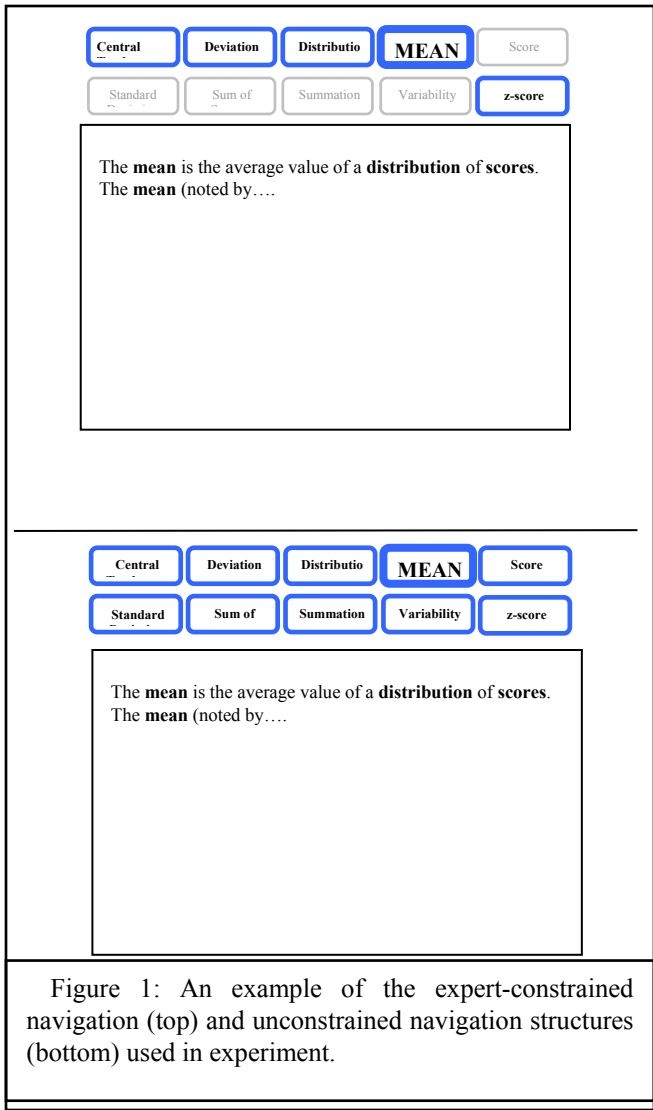 Central Deviation Distributio MEAN Score
Standard Sum of Summation Variability z-score
The mean is the average value of a distribution of scores.
The mean (noted by….
Central Deviation Distributio MEAN Score
Standard Sum of Summation Variability z-score
The mean is the average value of a distribution of scores.
The mean (noted by….
Figure 1: An example of the expert-constrained
navigation (top) and unconstrained navigation structures
(bottom) used in experiment.